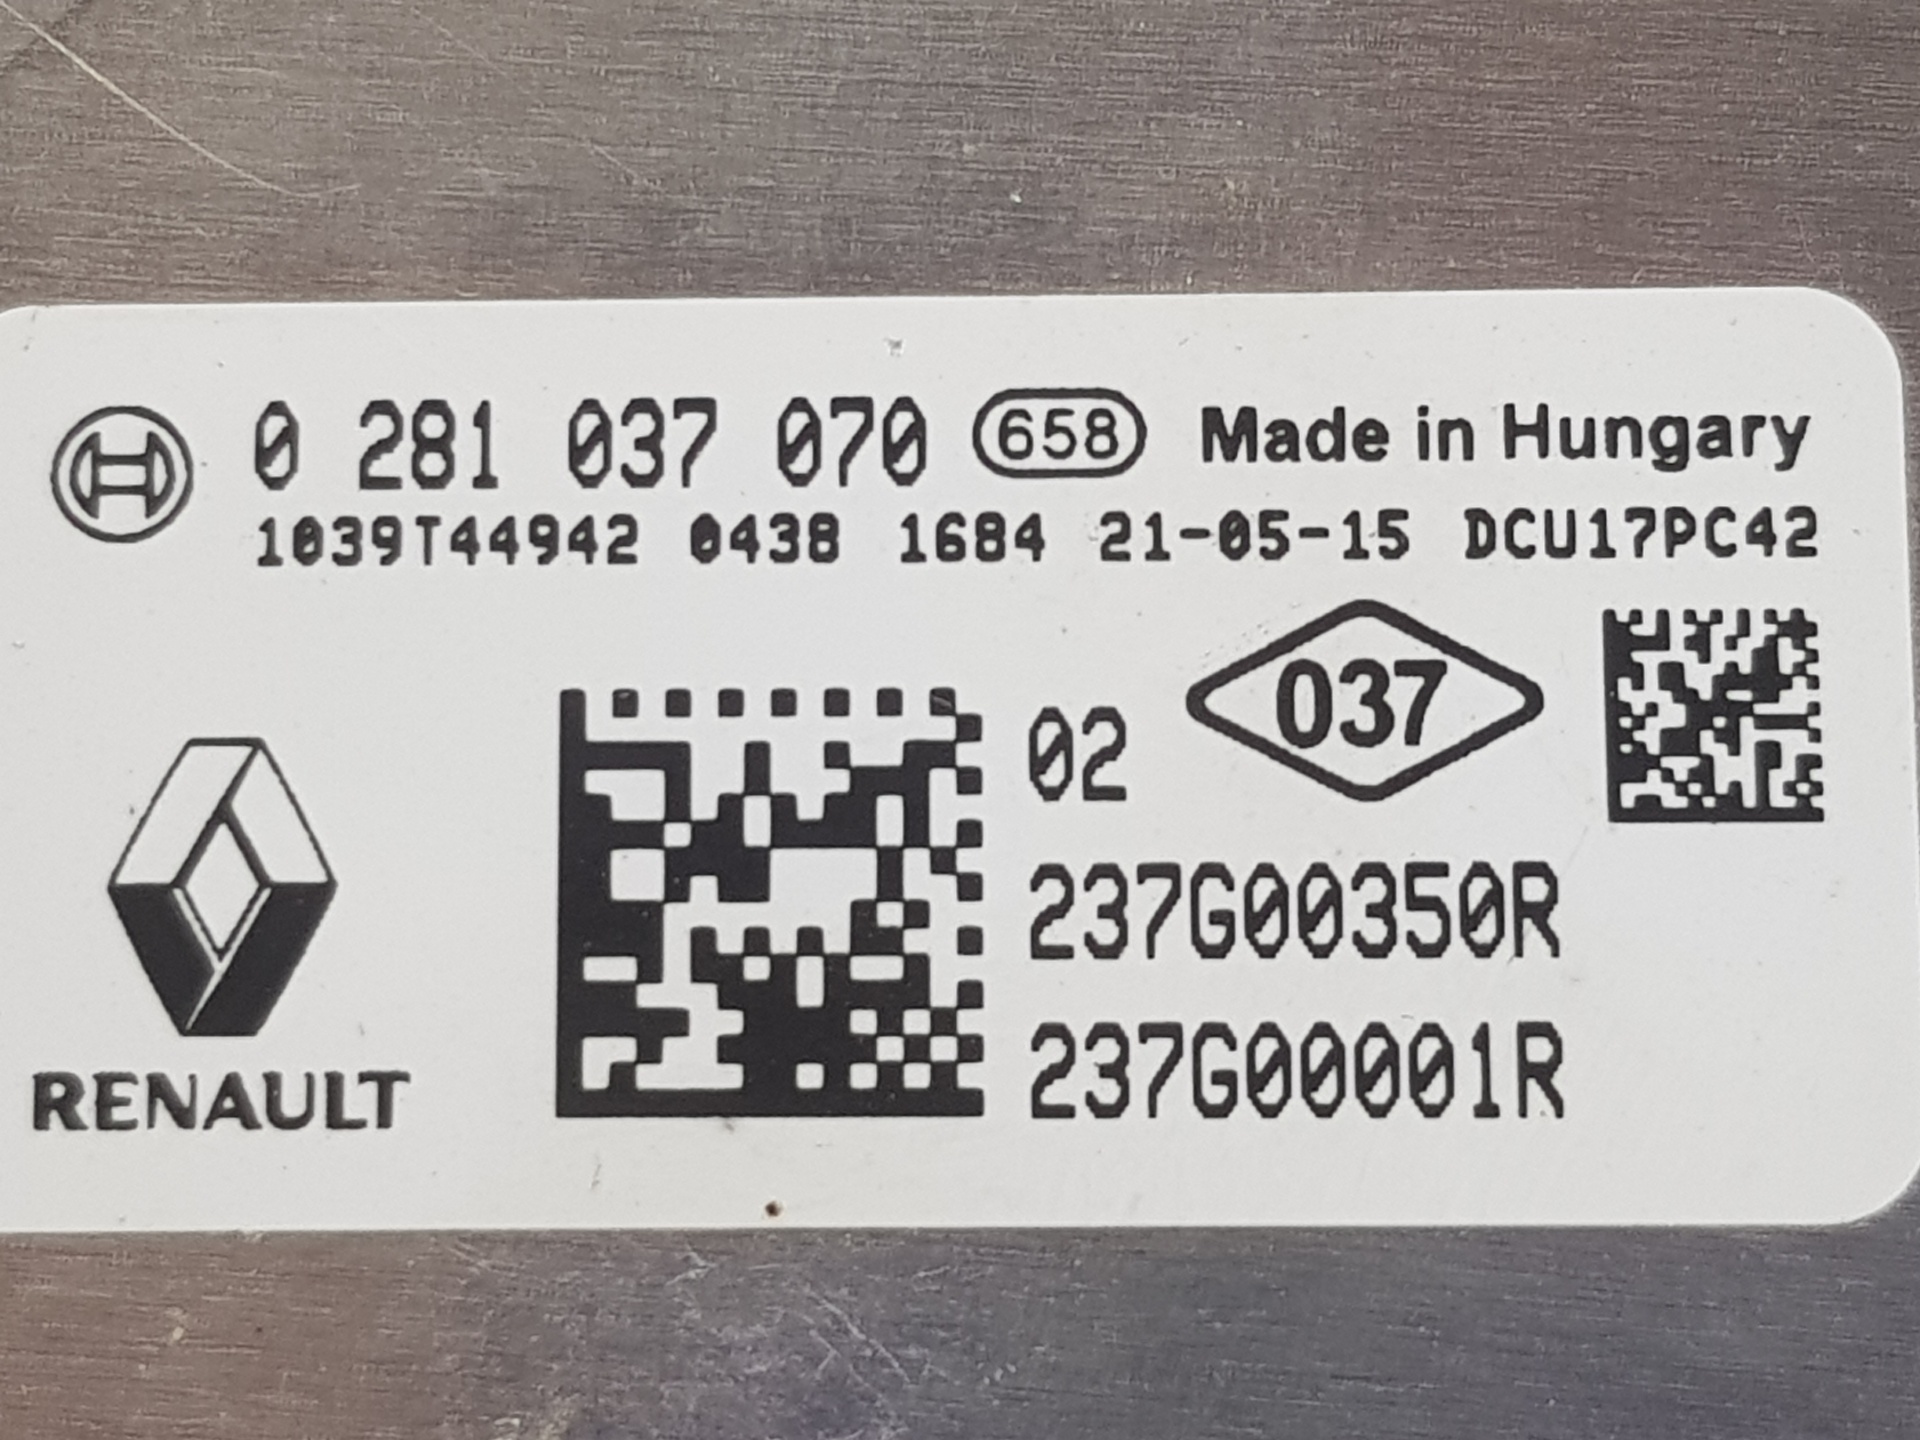 0 281 037 070 658 Made in Hungary
1039T44942 0438 1684 21-05-15 DCU17PC42
02 037
237G00350R
237G00001R
RENAULT